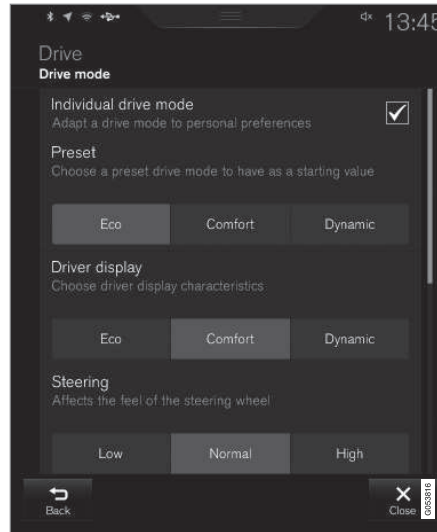 13:45
Drive
Drive mode
Individual drive mode
Adapt a drive mode to personal preferences
Preset
Choose a preset drive mode to have as a starting value
Eco Comfort Dynamic
Driver display
Choose driver display characteristics
Eco Comfort Dynamic
Steering
Affects the feel of the steering wheel
Low Normal High
Back Close
G053816